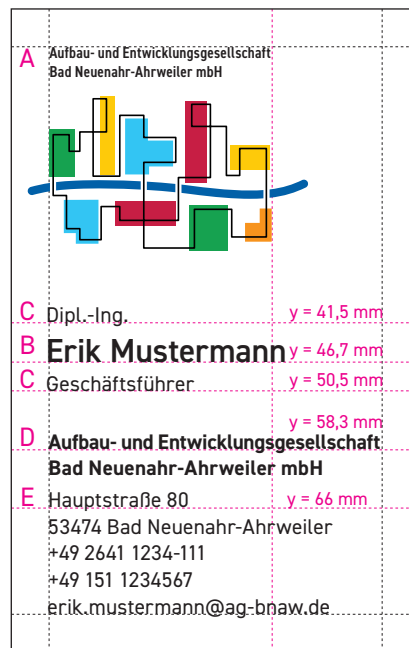 A Aufbau- und Entwicklungsgesellschaft
Bad Neuenahr-Ahrweiler mbH
C Dipl.-Ing. y = 41,5 mm
B Erik Mustermann y = 46,7 mm
C Geschäftsführer y = 50,5 mm
y = 58,3 mm
D Aufbau- und Entwicklungsgesellschaft
Bad Neuenahr-Ahrweiler mbH
E Hauptstraße 80 y = 66 mm
53474 Bad Neuenahr-Ahrweiler
+49 2641 1234-111
+49 151 1234567
erik.mustermann@ag-bnaw.de